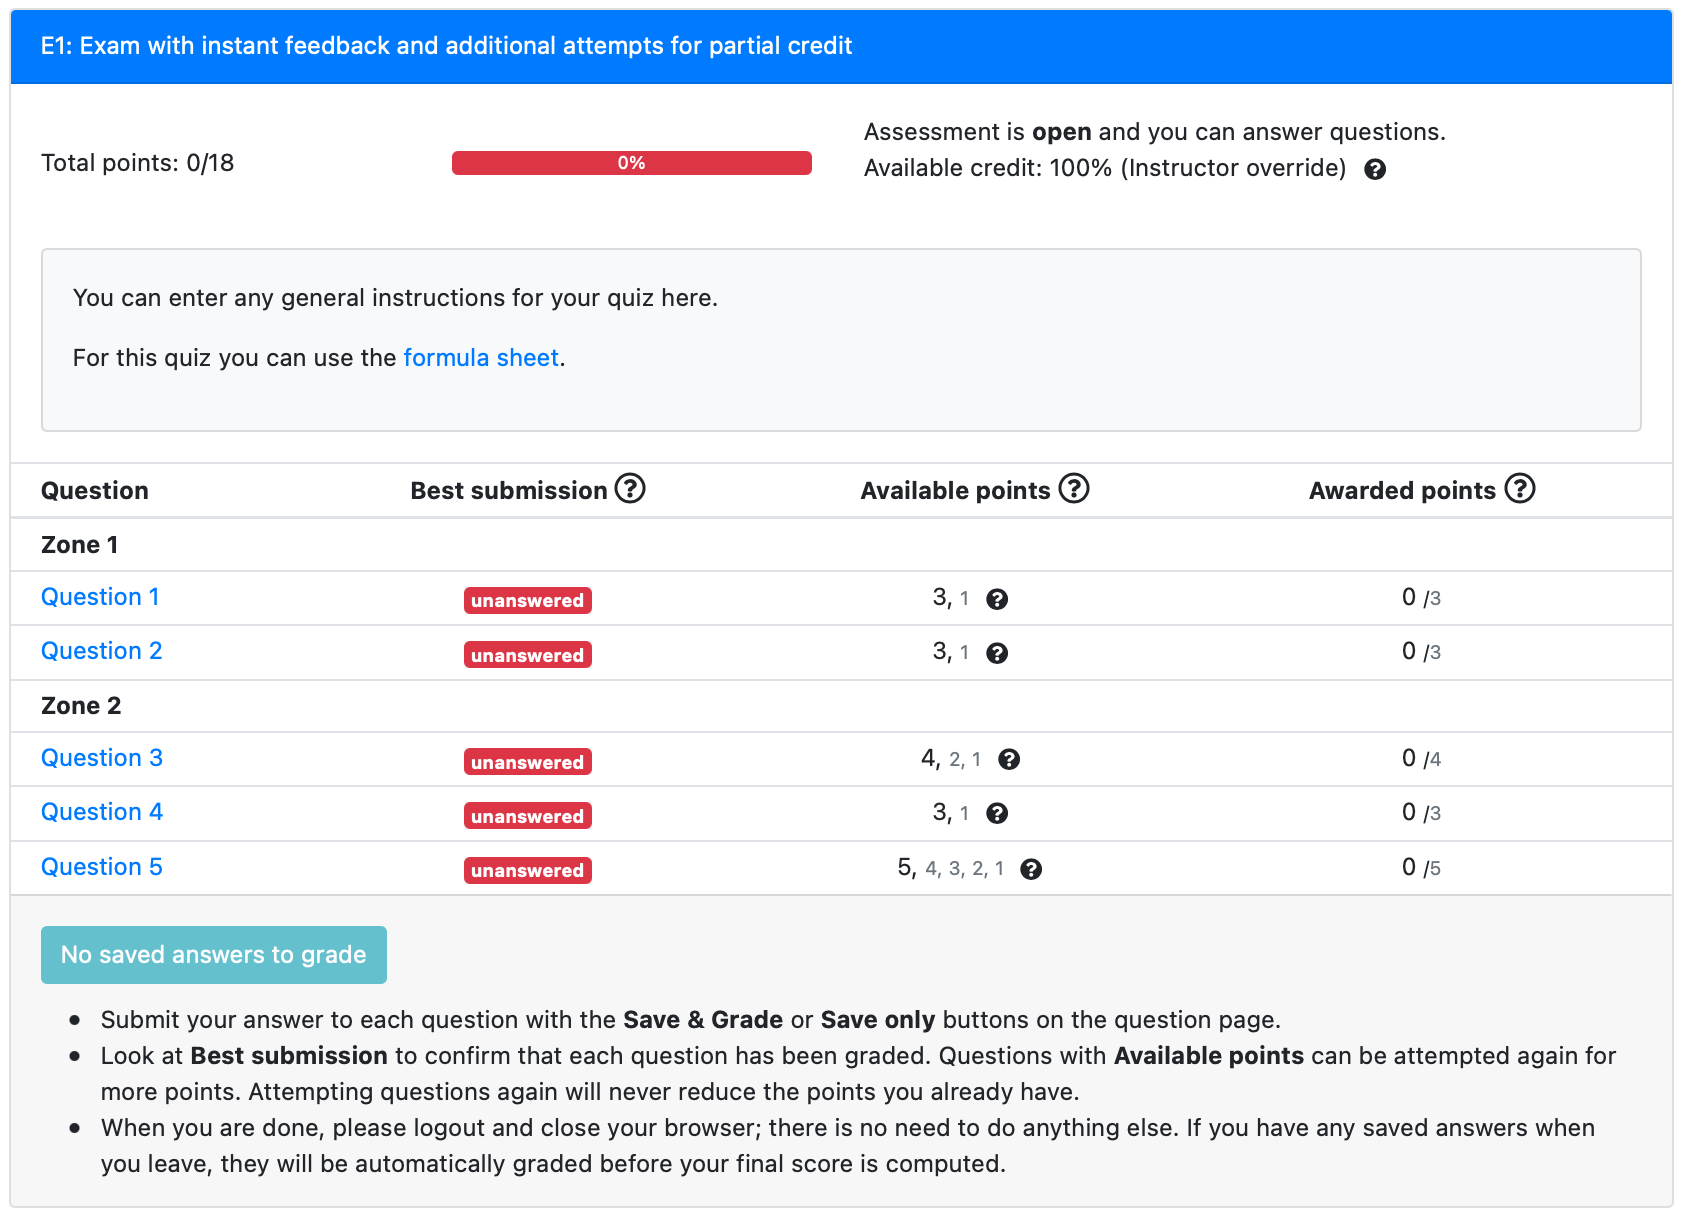 E1: Exam with instant feedback and additional attempts for partial credit
Total points: 0/18
0%
Assessment is open and you can answer questions.
Available credit: 100% (Instructor override) ?
You can enter any general instructions for your quiz here.
For this quiz you can use the formula sheet.
Question Best submission ? Available points ? Awarded points ?
Zone 1
Question 1 unanswered 3, 1 ? 0 /3
Question 2 unanswered 3, 1 ? 0 /3
Zone 2
Question 3 unanswered 4, 2, 1 ? 0 /4
Question 4 unanswered 3, 1 ? 0 /3
Question 5 unanswered 5, 4, 3, 2, 1 ? 0 /5
No saved answers to grade
• Submit your answer to each question with the Save & Grade or Save only buttons on the question page.
• Look at Best submission to confirm that each question has been graded. Questions with Available points can be attempted again for
more points. Attempting questions again will never reduce the points you already have.
• When you are done, please logout and close your browser; there is no need to do anything else. If you have any saved answers when
you leave, they will be automatically graded before your final score is computed.